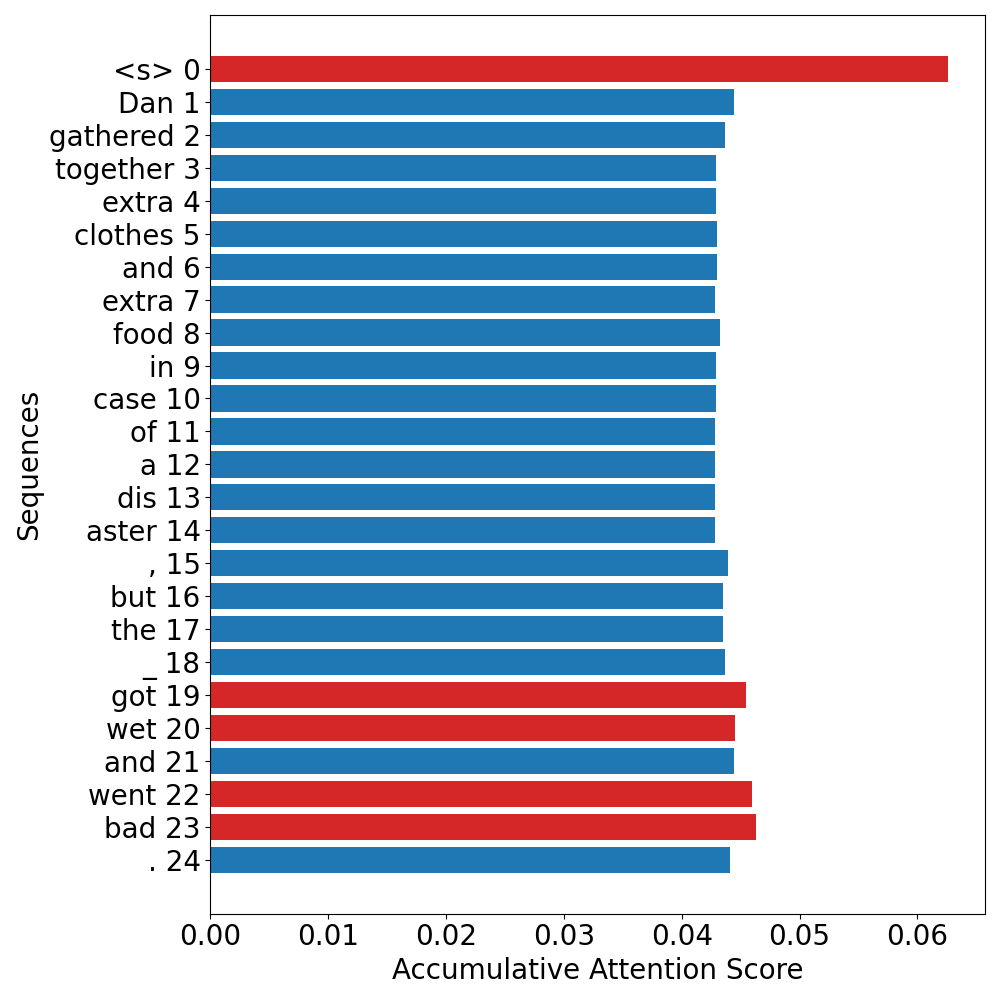 <s> 0
Dan 1
gathered 2
together 3
extra 4
clothes 5
and 6
extra 7
food 8
in 9
case 10
of 11
a 12
dis 13
aster 14
, 15
but 16
the 17
_ 18
got 19
wet 20
and 21
went 22
bad 23
. 24
Sequences
0.00 0.01 0.02 0.03 0.04 0.05 0.06
Accumulative Attention Score